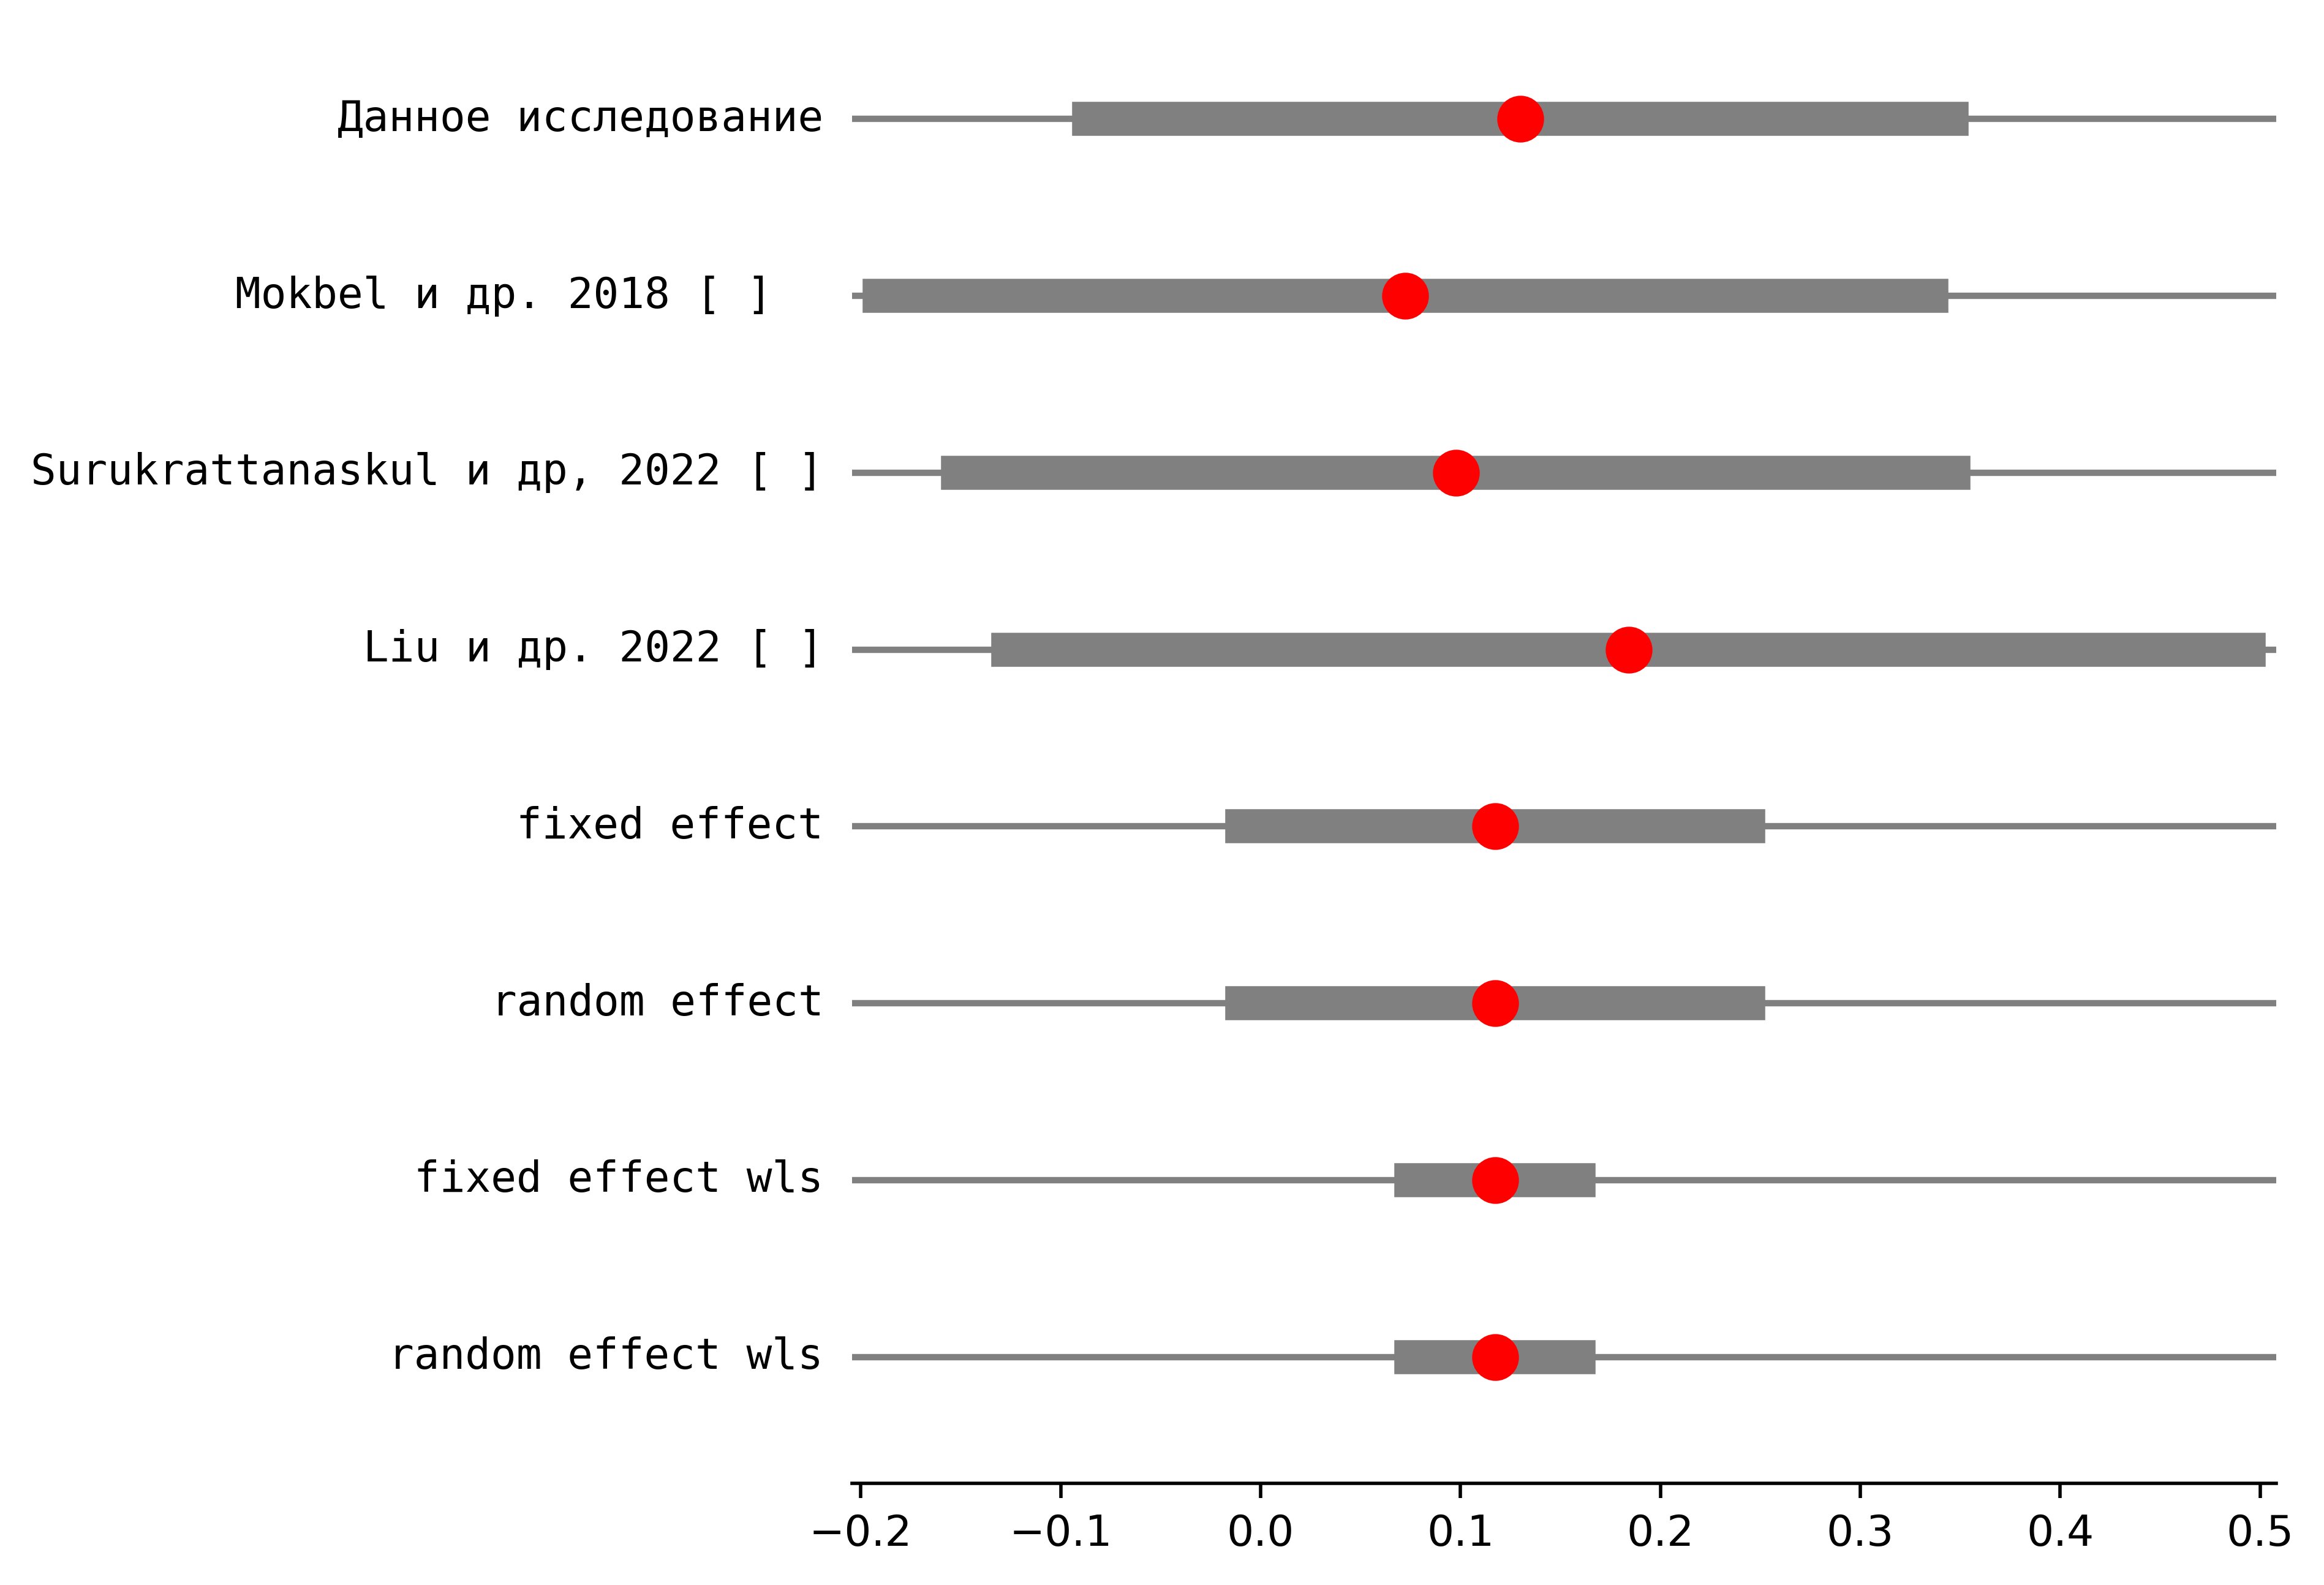 Данное исследование
Mokbel и др. 2018 [ ]
Surukrattanaskul и др, 2022 [ ]
Liu и др. 2022 [ ]
fixed effect
random effect
fixed effect wls
random effect wls
−0.2 −0.1 0.0 0.1 0.2 0.3 0.4 0.5